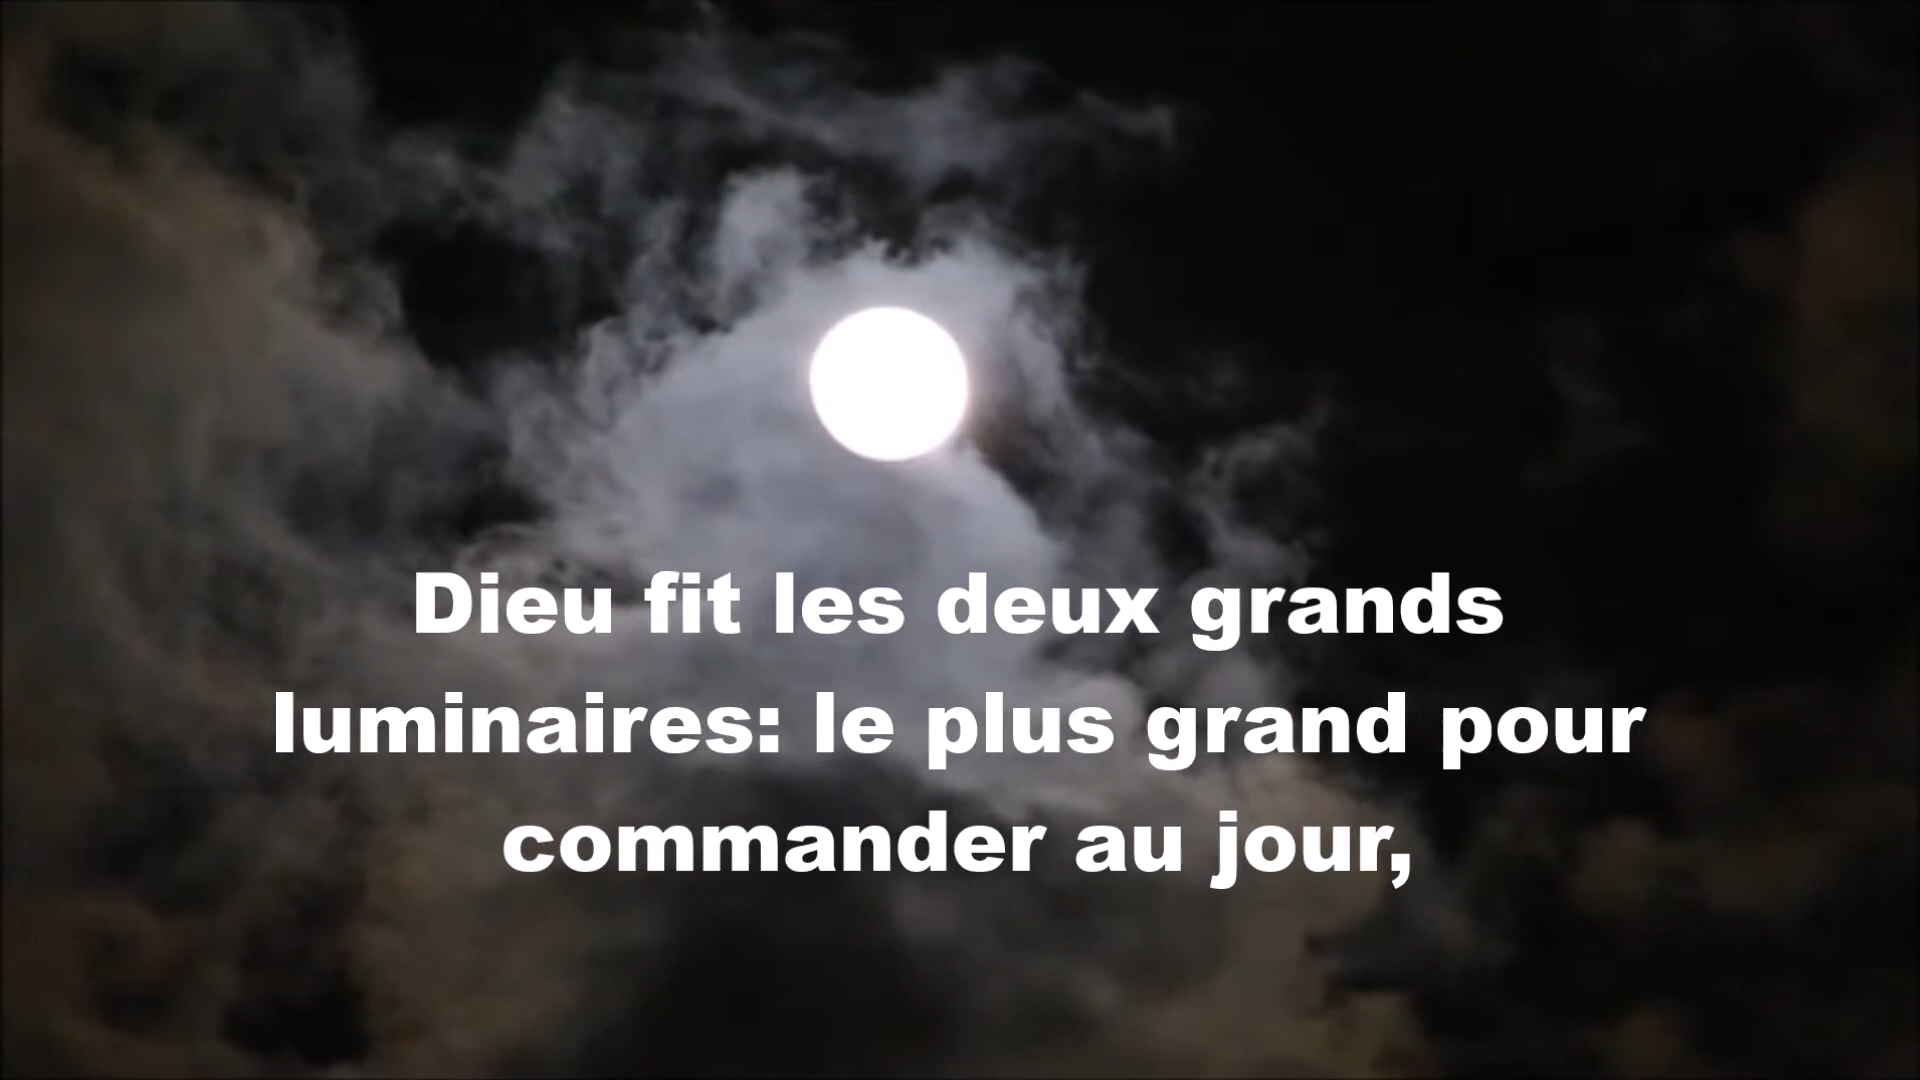 Dieu fit les deux grands
luminaires: le plus grand pour
commander au jour,